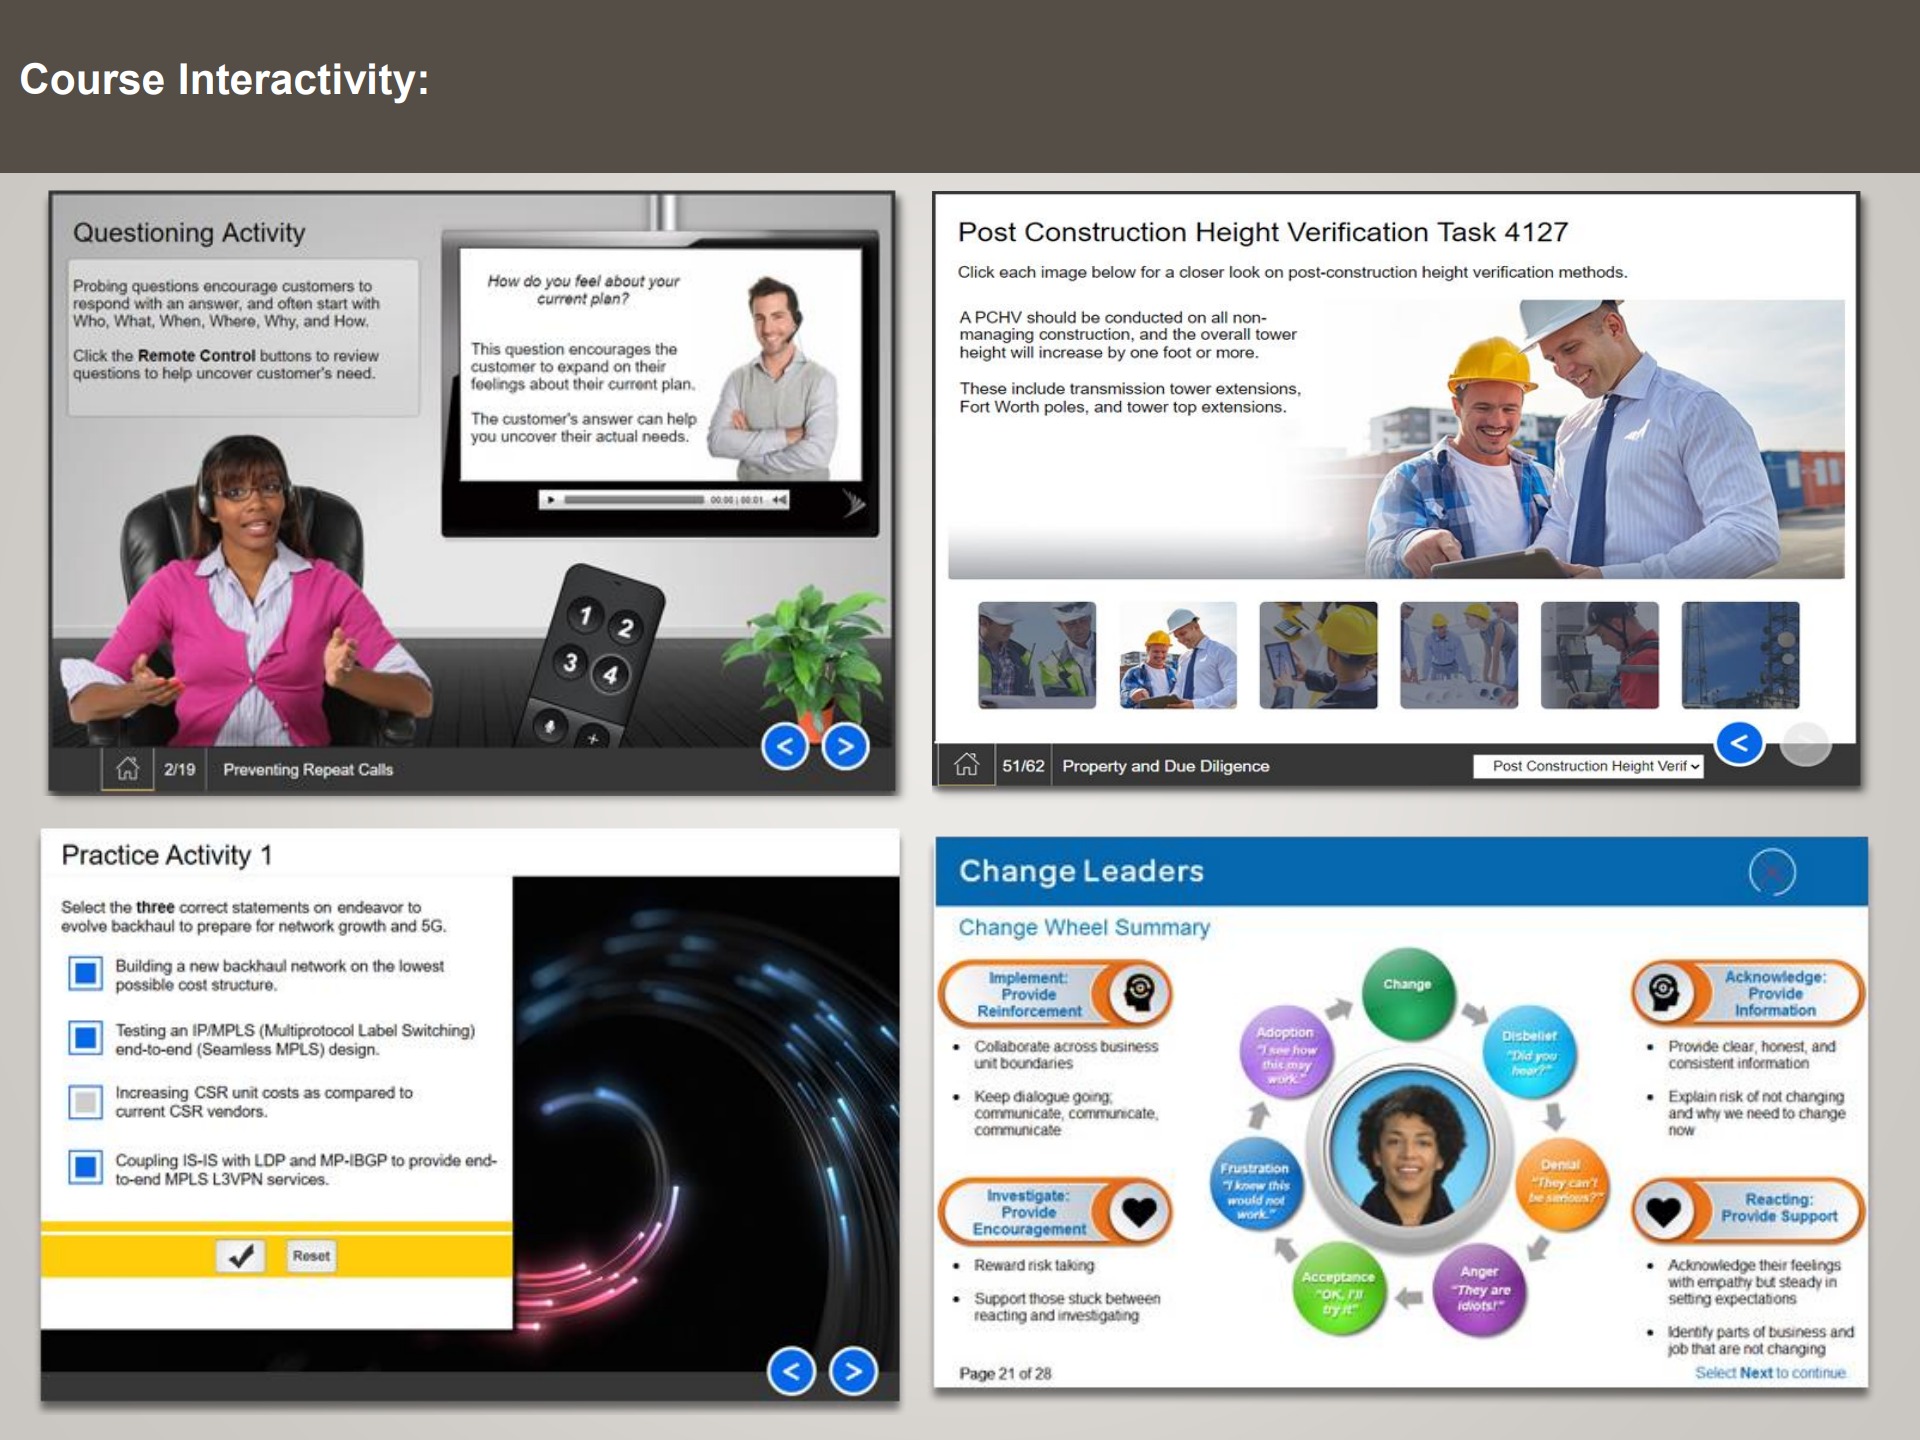 Course Interactivity:
Questioning Activity
Probing questions encourage customers to
respond with an answer, and often start with
Who, What, When, Where, Why, and How.
Click the Remote Control buttons to review
questions to help uncover customer's need.
How do you feel about your
current plan?
This question encourages the
customer to expand on their
feelings about their current plan.
The customer's answer can help
you uncover their actual needs.
00:00 | 00:01
1 2
3 4
+
< >
2/19 Preventing Repeat Calls
Post Construction Height Verification Task 4127
Click each image below for a closer look on post-construction height verification methods.
A PCHV should be conducted on all non-
managing construction, and the overall tower
height will increase by one foot or more.
These include transmission tower extensions,
Fort Worth poles, and tower top extensions.
<
51/62 Property and Due Diligence
Post Construction Height Verif
Practice Activity 1
Select the three correct statements on endeavor to
evolve backhaul to prepare for network growth and 5G.
Building a new backhaul network on the lowest
possible cost structure.
Testing an IP/MPLS (Multiprotocol Label Switching)
end-to-end (Seamless MPLS) design.
Increasing CSR unit costs as compared to
current CSR vendors.
Coupling IS-IS with LDP and MP-IBGP to provide end-
to-end MPLS L3VPN services.
Reset
< >
Change Leaders
Change Wheel Summary
Implement:
Provide
Reinforcement
• Collaborate across business
unit boundaries
• Keep dialogue going;
communicate, communicate,
communicate
Investigate:
Provide
Encouragement
• Reward risk taking
• Support those stuck between
reacting and investigating
Change
Disbelief
"Did you
hear?"
Denial
"They can't
be serious?"
Anger
"They are
idiots!"
Acceptance
"OK, I'll
try it"
Frustration
"I knew this
would not
work."
Adoption
"I see how
this may
work."
Acknowledge:
Provide
Information
• Provide clear, honest, and
consistent information
• Explain risk of not changing
and why we need to change
now
Reacting:
Provide Support
• Acknowledge their feelings
with empathy but steady in
setting expectations
• Identify parts of business and
job that are not changing
Page 21 of 28
Select Next to continue